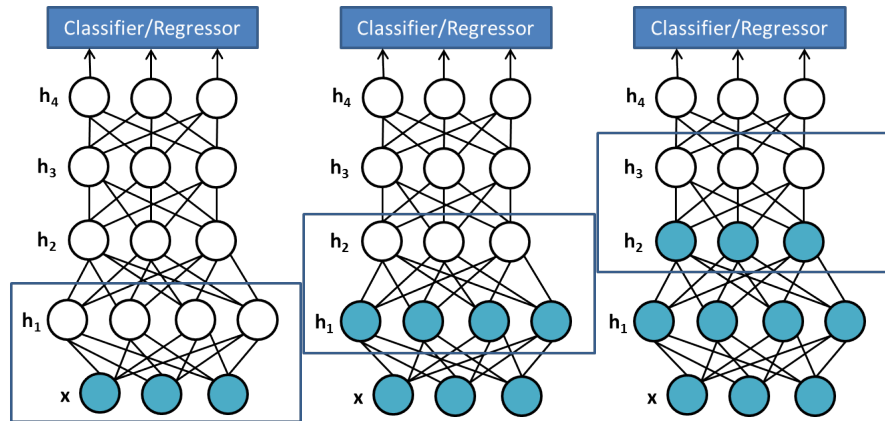 Classifier/Regressor
h4
h3
h2
h1
x
Classifier/Regressor
h4
h3
h2
h1
x
Classifier/Regressor
h4
h3
h2
h1
x